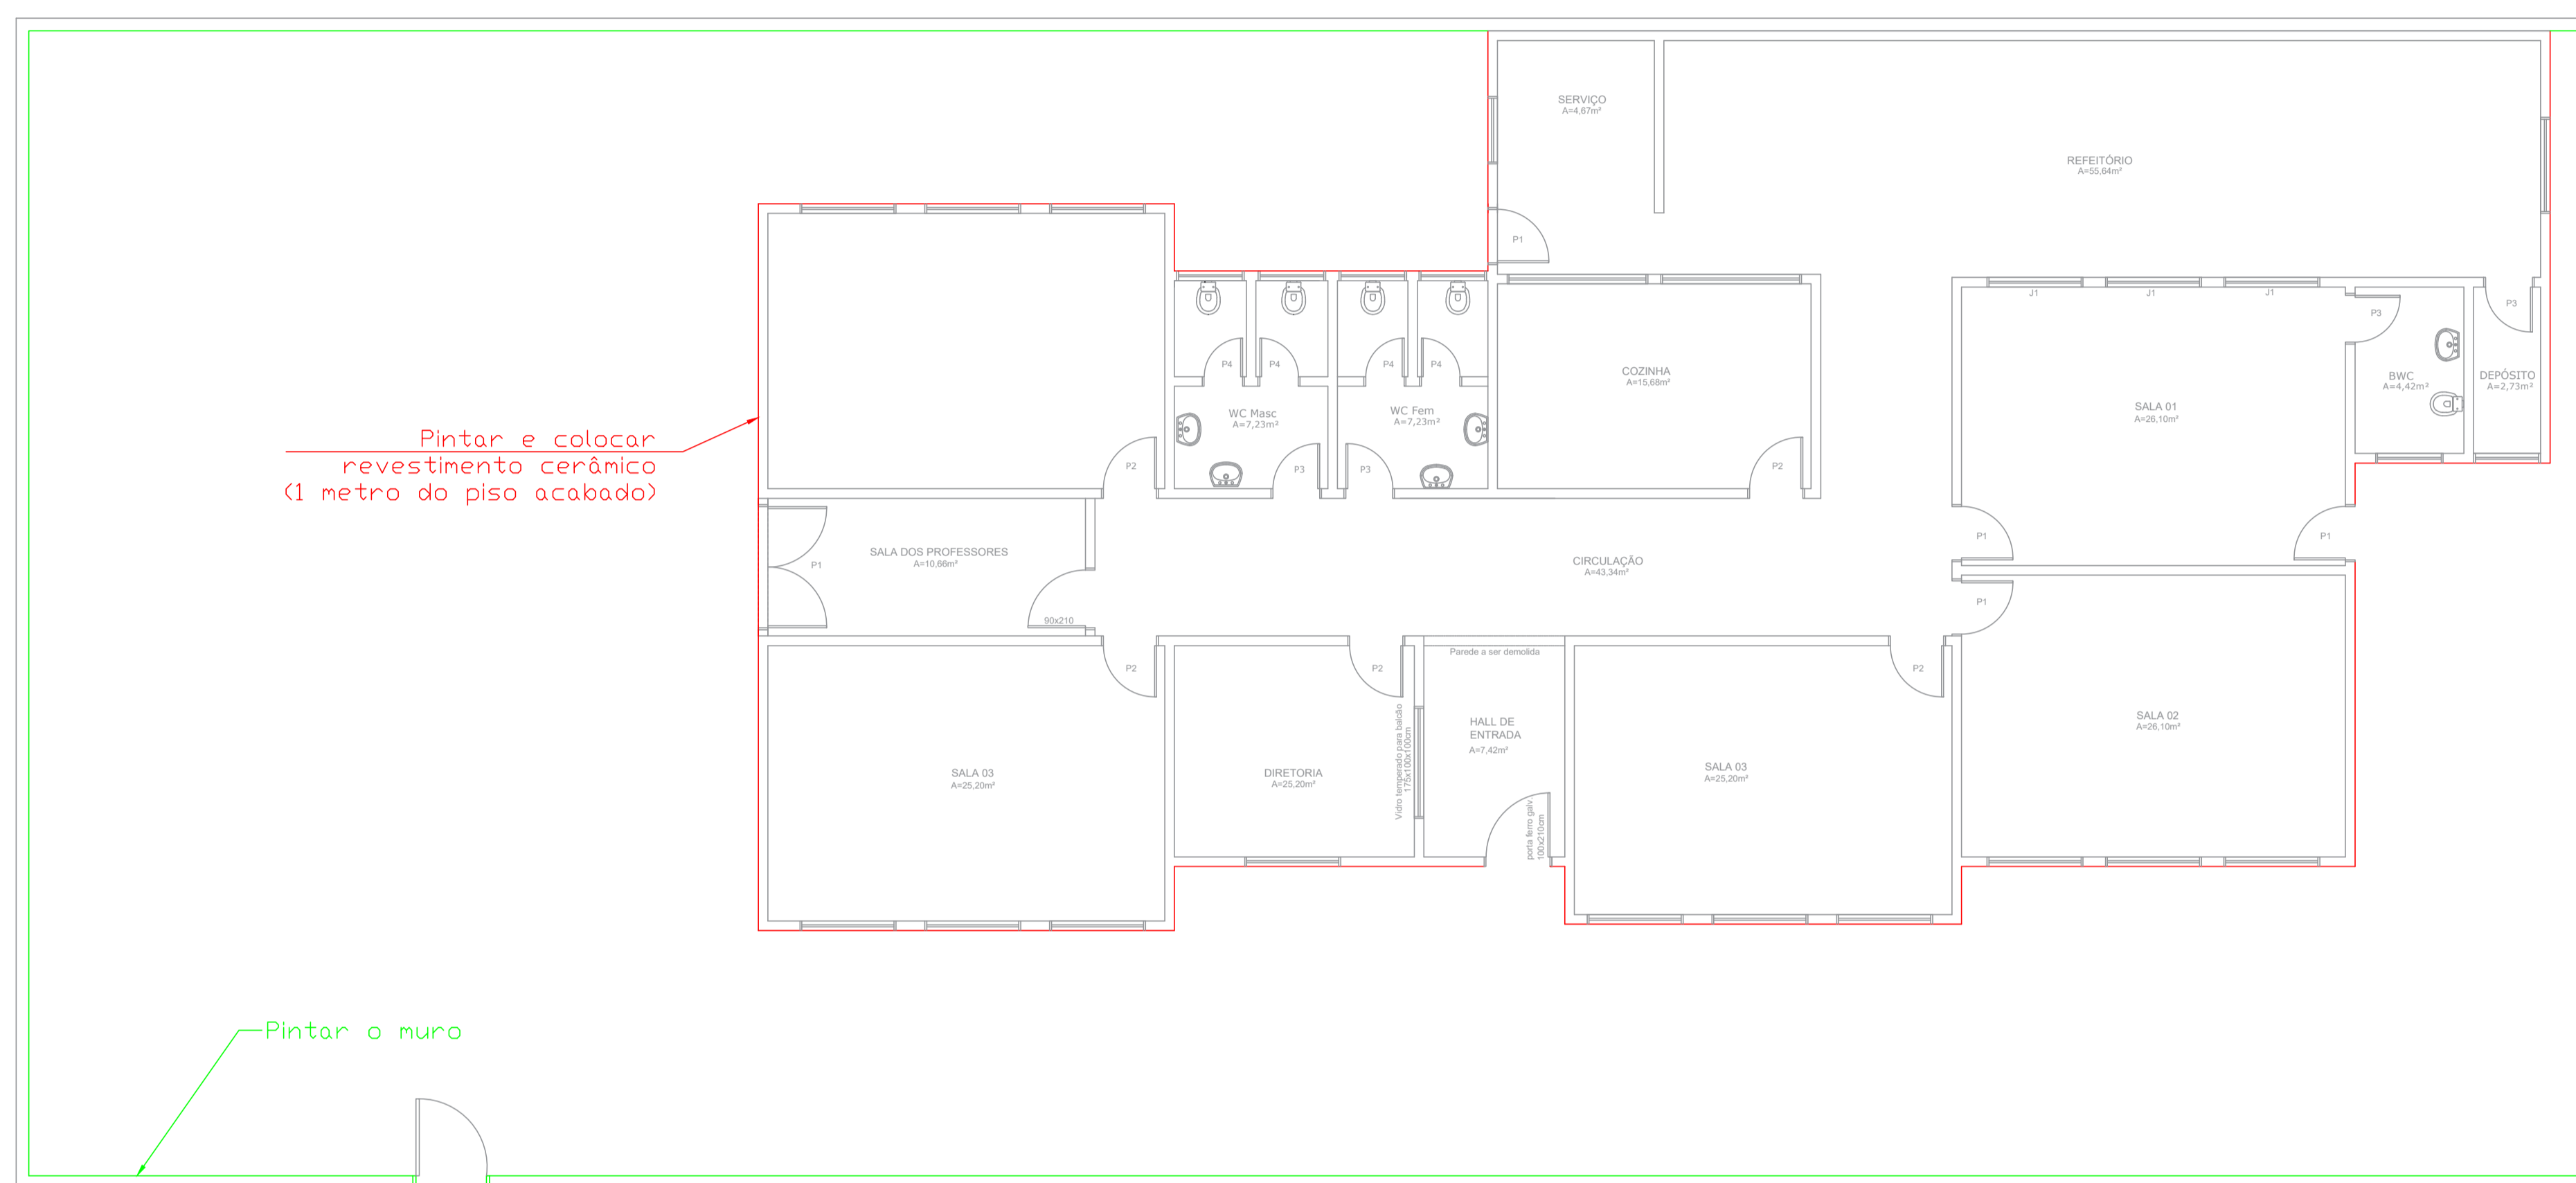 SERVIÇO
A=4,67m²
REFEITÓRIO
A=55,64m²
P1
J1
J1
J1
P3
P3
P4
P4
P4
P4
COZINHA
A=15,68m²
BWC
A=4,42m²
DEPÓSITO
A=2,73m²
WC Masc
A=7,23m²
WC Fem
A=7,23m²
SALA 01
A=26,10m²
Pintar e colocar
revestimento cerâmico
(1 metro do piso acabado)
P2
P3
P3
P2
SALA DOS PROFESSORES
A=10,66m²
P1
CIRCULAÇÃO
A=43,34m²
P1
P1
P1
90x210
Parede a ser demolida
P2
P2
P2
HALL DE
ENTRADA
A=7,42m²
SALA 02
A=26,10m²
Vidro temperado para balcão
175x100x100cm
SALA 03
A=25,20m²
DIRETORIA
A=25,20m²
SALA 03
A=25,20m²
porta ferro galv.
100x210cm
Pintar o muro